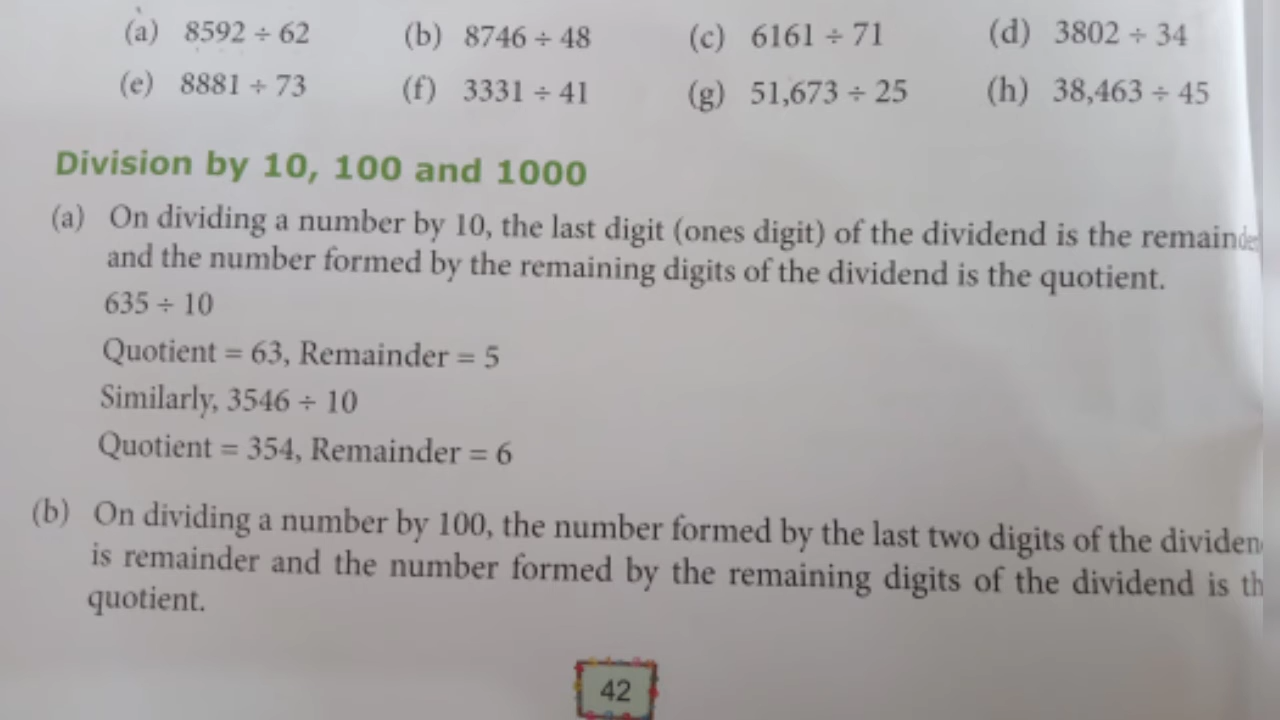 (a) 8592 ÷ 62 (b) 8746 ÷ 48 (c) 6161 ÷ 71 (d) 3802 ÷ 34
(e) 8881 ÷ 73 (f) 3331 ÷ 41 (g) 51,673 ÷ 25 (h) 38,463 ÷ 45
Division by 10, 100 and 1000
(a) On dividing a number by 10, the last digit (ones digit) of the dividend is the remainde
and the number formed by the remaining digits of the dividend is the quotient.
635 ÷ 10
Quotient = 63, Remainder = 5
Similarly, 3546 ÷ 10
Quotient = 354, Remainder = 6
(b) On dividing a number by 100, the number formed by the last two digits of the dividen
is remainder and the number formed by the remaining digits of the dividend is th
quotient.
42